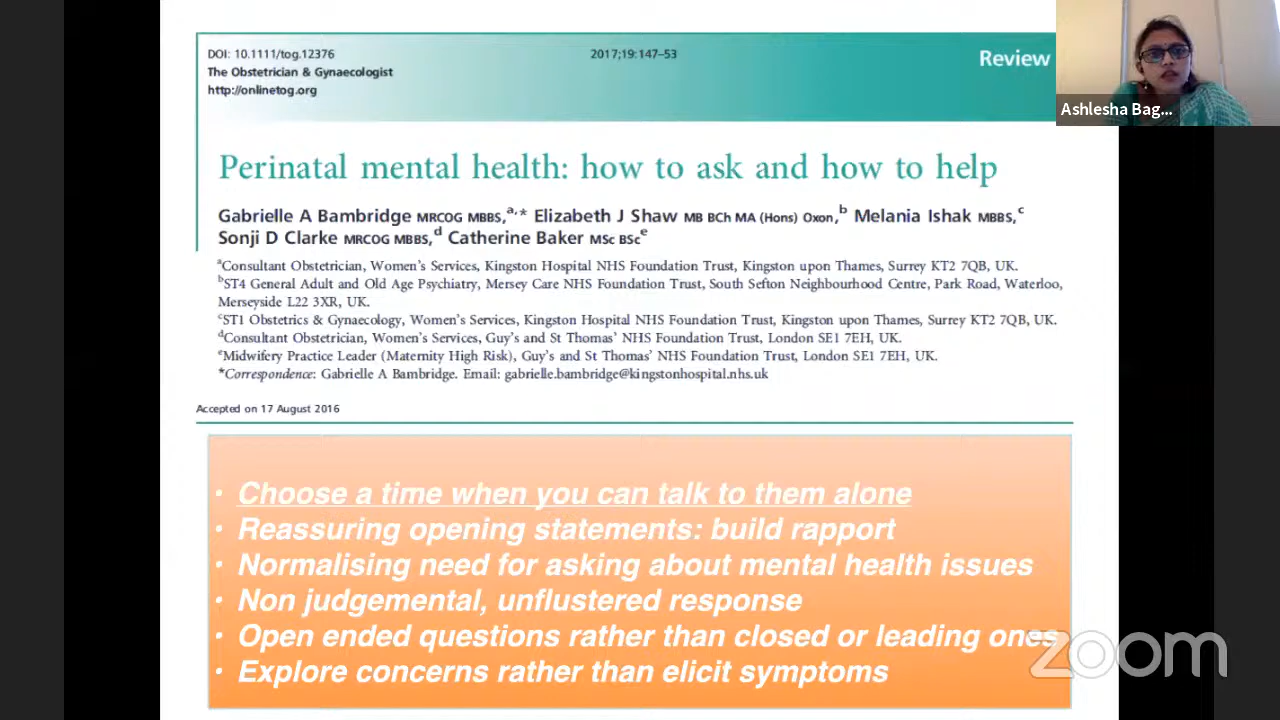 DOI: 10.1111/tog.12376
The Obstetrician & Gynaecologist
http://onlinetog.org
2017;19:147–53
Review
Ashlesha Bag...
Perinatal mental health: how to ask and how to help
Gabrielle A Bambridge MRCOG MBBS,a,* Elizabeth J Shaw MB BCh MA (Hons) Oxon,b Melania Ishak MBBS,c
Sonji D Clarke MRCOG MBBS,d Catherine Baker MSc BSce
aConsultant Obstetrician, Women's Services, Kingston Hospital NHS Foundation Trust, Kingston upon Thames, Surrey KT2 7QB, UK.
bST4 General Adult and Old Age Psychiatry, Mersey Care NHS Foundation Trust, South Sefton Neighbourhood Centre, Park Road, Waterloo,
Merseyside L22 3XR, UK.
cST1 Obstetrics & Gynaecology, Women's Services, Kingston Hospital NHS Foundation Trust, Kingston upon Thames, Surrey KT2 7QB, UK.
dConsultant Obstetrician, Women's Services, Guy's and St Thomas' NHS Foundation Trust, London SE1 7EH, UK.
eMidwifery Practice Leader (Maternity High Risk), Guy's and St Thomas' NHS Foundation Trust, London SE1 7EH, UK.
*Correspondence: Gabrielle A Bambridge. Email: gabrielle.bambridge@kingstonhospital.nhs.uk
Accepted on 17 August 2016
• Choose a time when you can talk to them alone
• Reassuring opening statements: build rapport
• Normalising need for asking about mental health issues
• Non judgemental, unflustered response
• Open ended questions rather than closed or leading ones
• Explore concerns rather than elicit symptoms
zoom